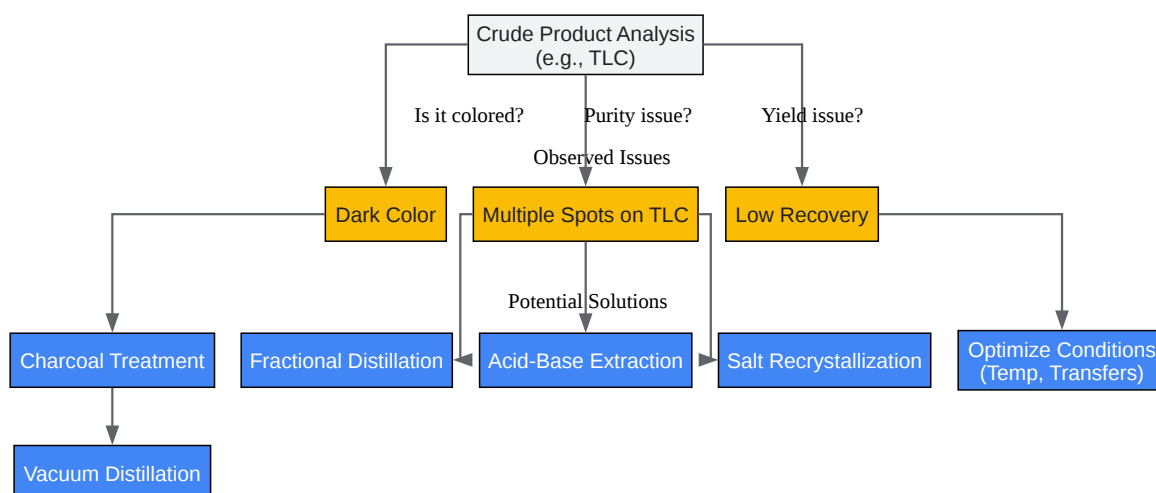 Crude Product Analysis
(e.g., TLC)
Is it colored?
Purity issue?
Yield issue?
Observed Issues
Dark Color
Multiple Spots on TLC
Low Recovery
Potential Solutions
Charcoal Treatment
Fractional Distillation
Acid-Base Extraction
Salt Recrystallization
Optimize Conditions
(Temp, Transfers)
Vacuum Distillation